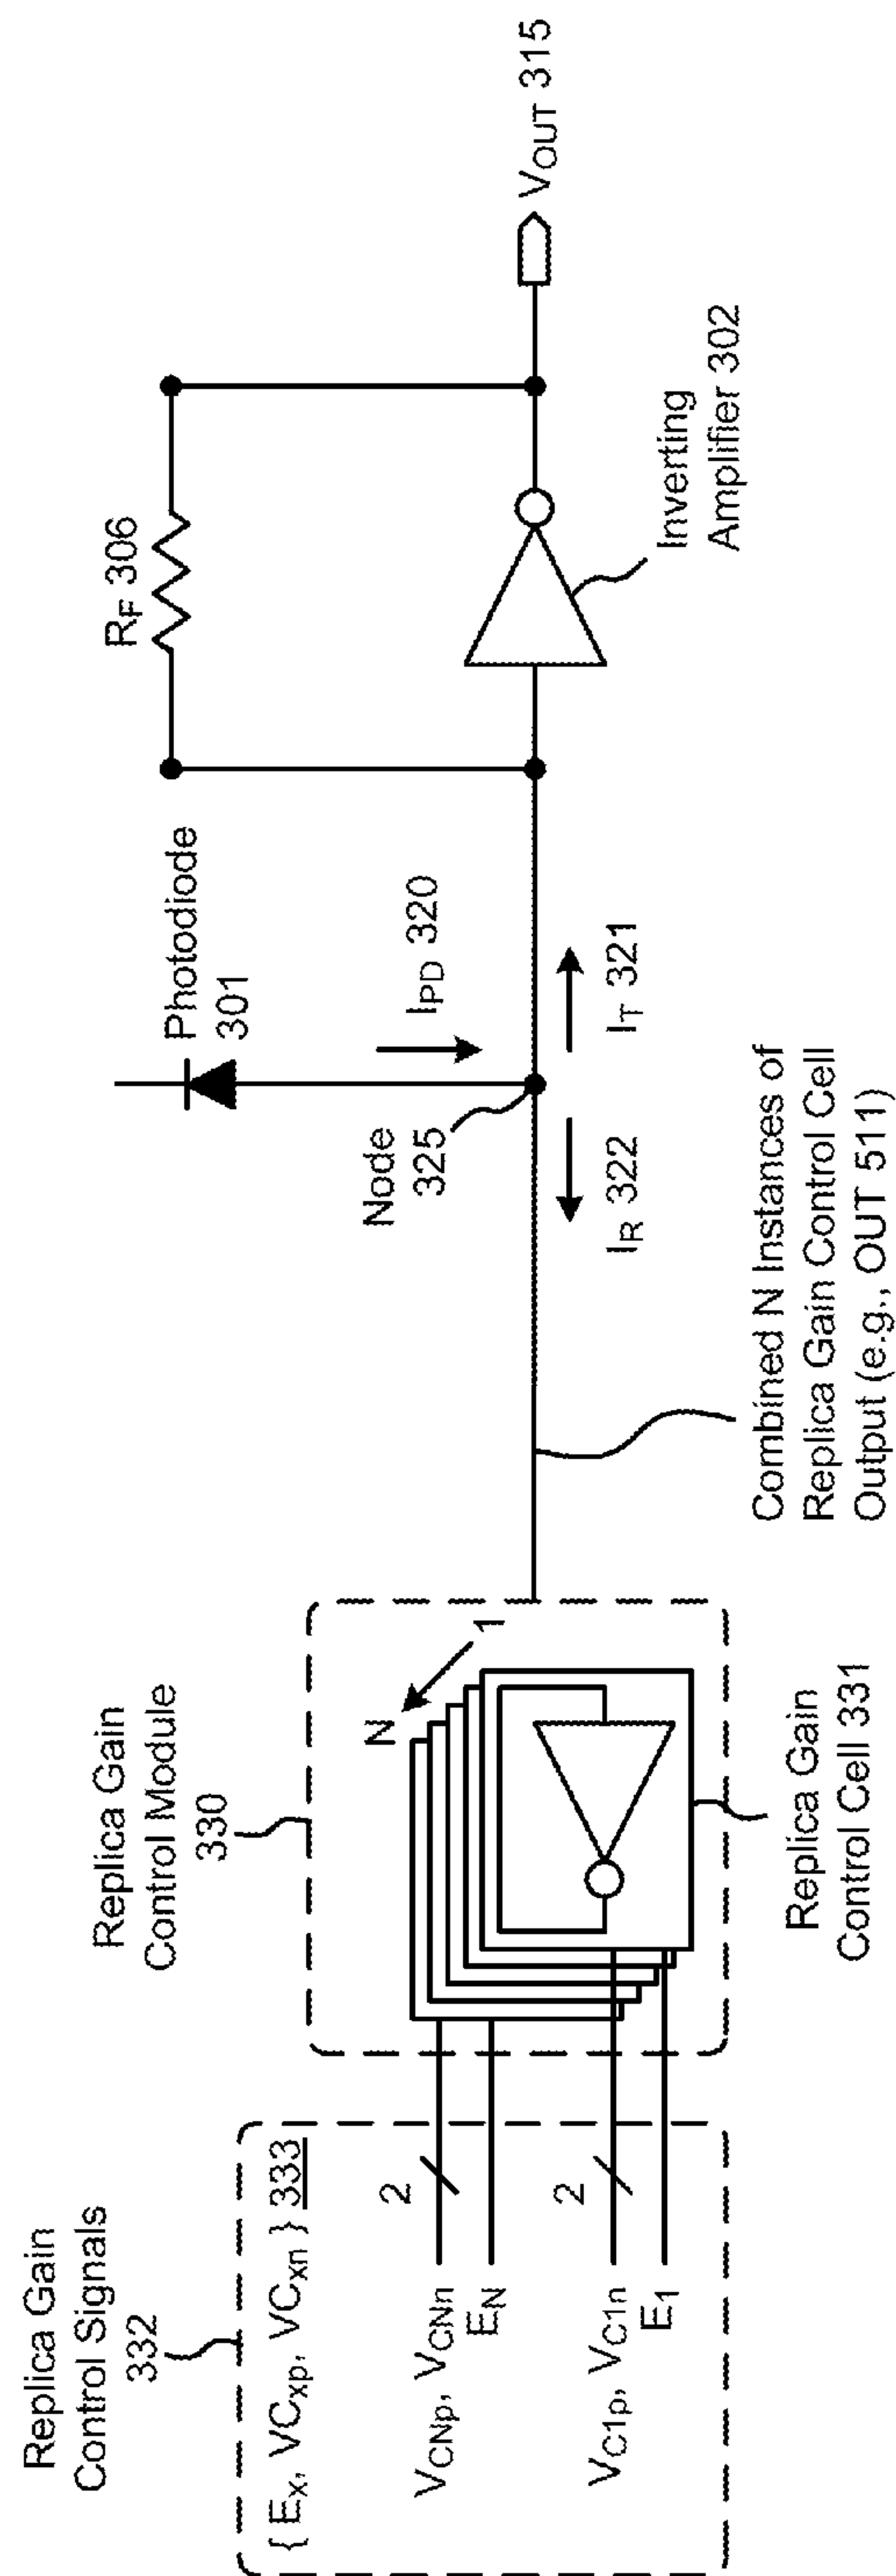 Replica Gain
Control Signals
332
{ Ex, VCxp, VCxn } 333
VCNp, VCNn
EN
2
VC1p, VC1n
E1
2
Replica Gain
Control Module
330
N
1
Replica Gain
Control Cell 331
Combined N Instances of
Replica Gain Control Cell
Output (e.g., OUT 511)
Node
325
IR 322
IT 321
IPD 320
Photodiode
301
RF 306
Inverting
Amplifier 302
VOUT 315